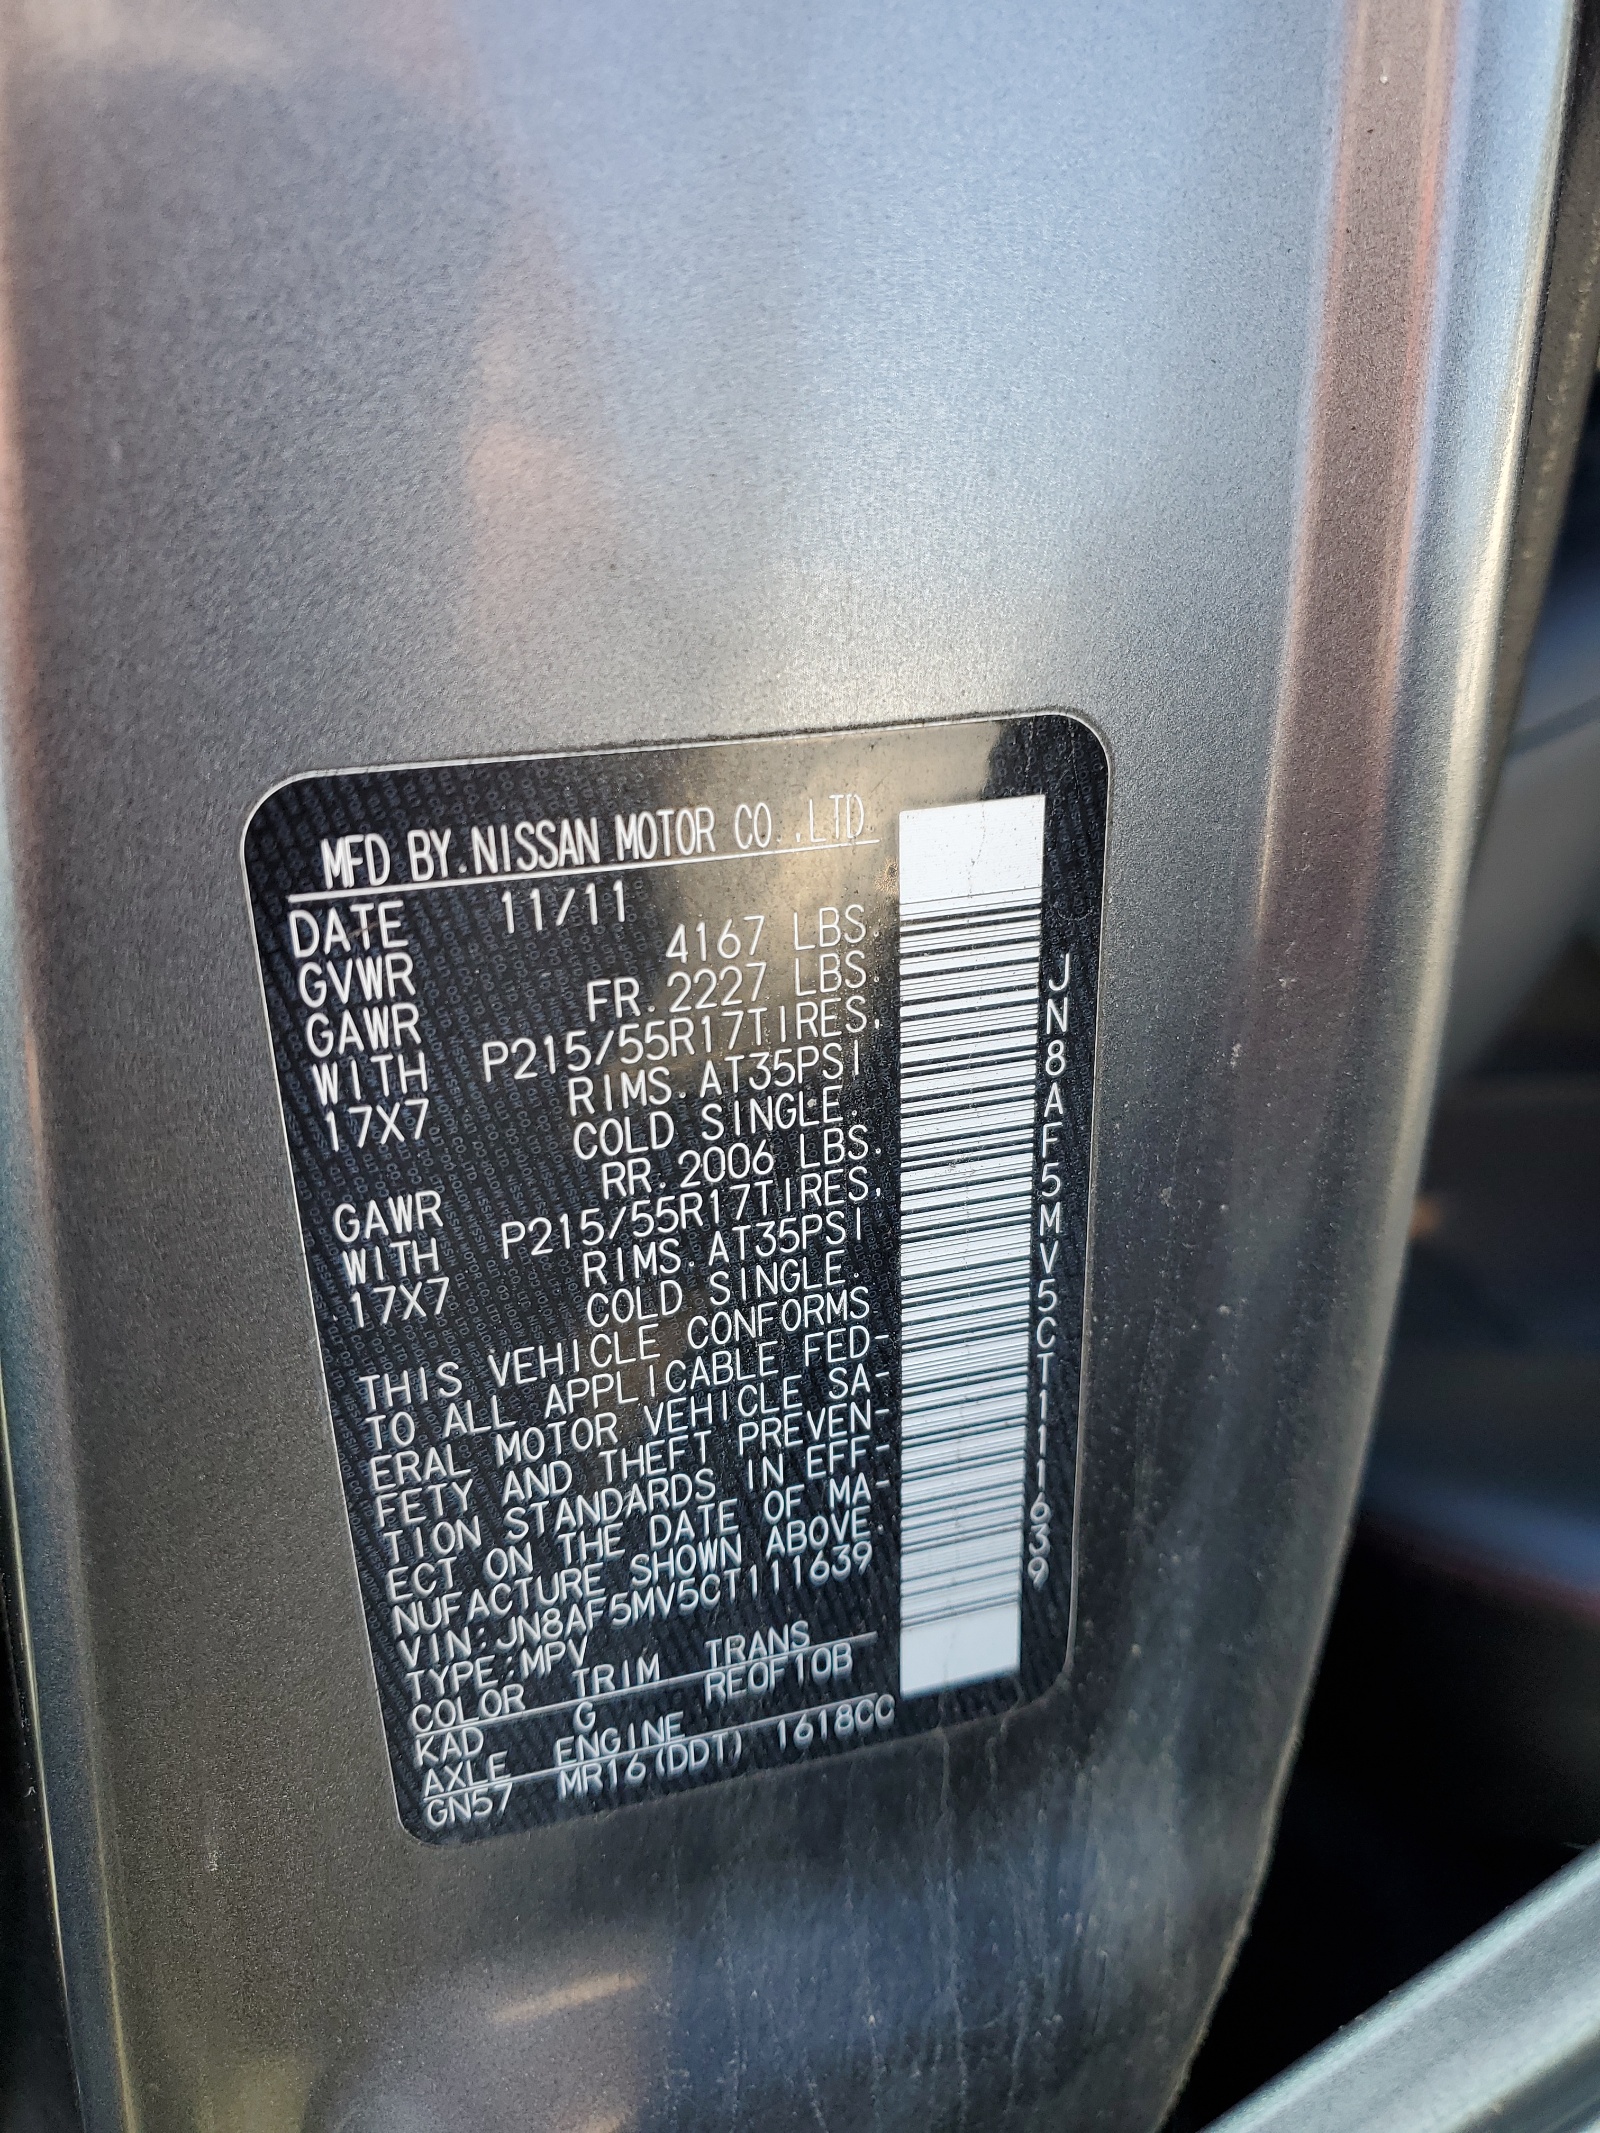 MFD BY.NISSAN MOTOR CO.,LTD.
DATE 11/11
GVWR 4167 LBS.
GAWR FR.2227 LBS.
WITH P215/55R17TIRES,
17X7 RIMS.AT35PSI
COLD SINGLE.
GAWR RR.2006 LBS.
WITH P215/55R17TIRES,
17X7 RIMS.AT35PSI
COLD SINGLE.
THIS VEHICLE CONFORMS
TO ALL APPLICABLE FED-
ERAL MOTOR VEHICLE SA-
FETY AND THEFT PREVEN-
TION STANDARDS IN EFF-
ECT ON THE DATE OF MA-
NUFACTURE SHOWN ABOVE.
VIN:JN8AF5MV5CT111639
TYPE:MPV
COLOR TRIM TRANS
KAD G RE0F10B
AXLE ENGINE
GN57 MR16(DDT) 1618CC
JN8AF5MV5CT111639